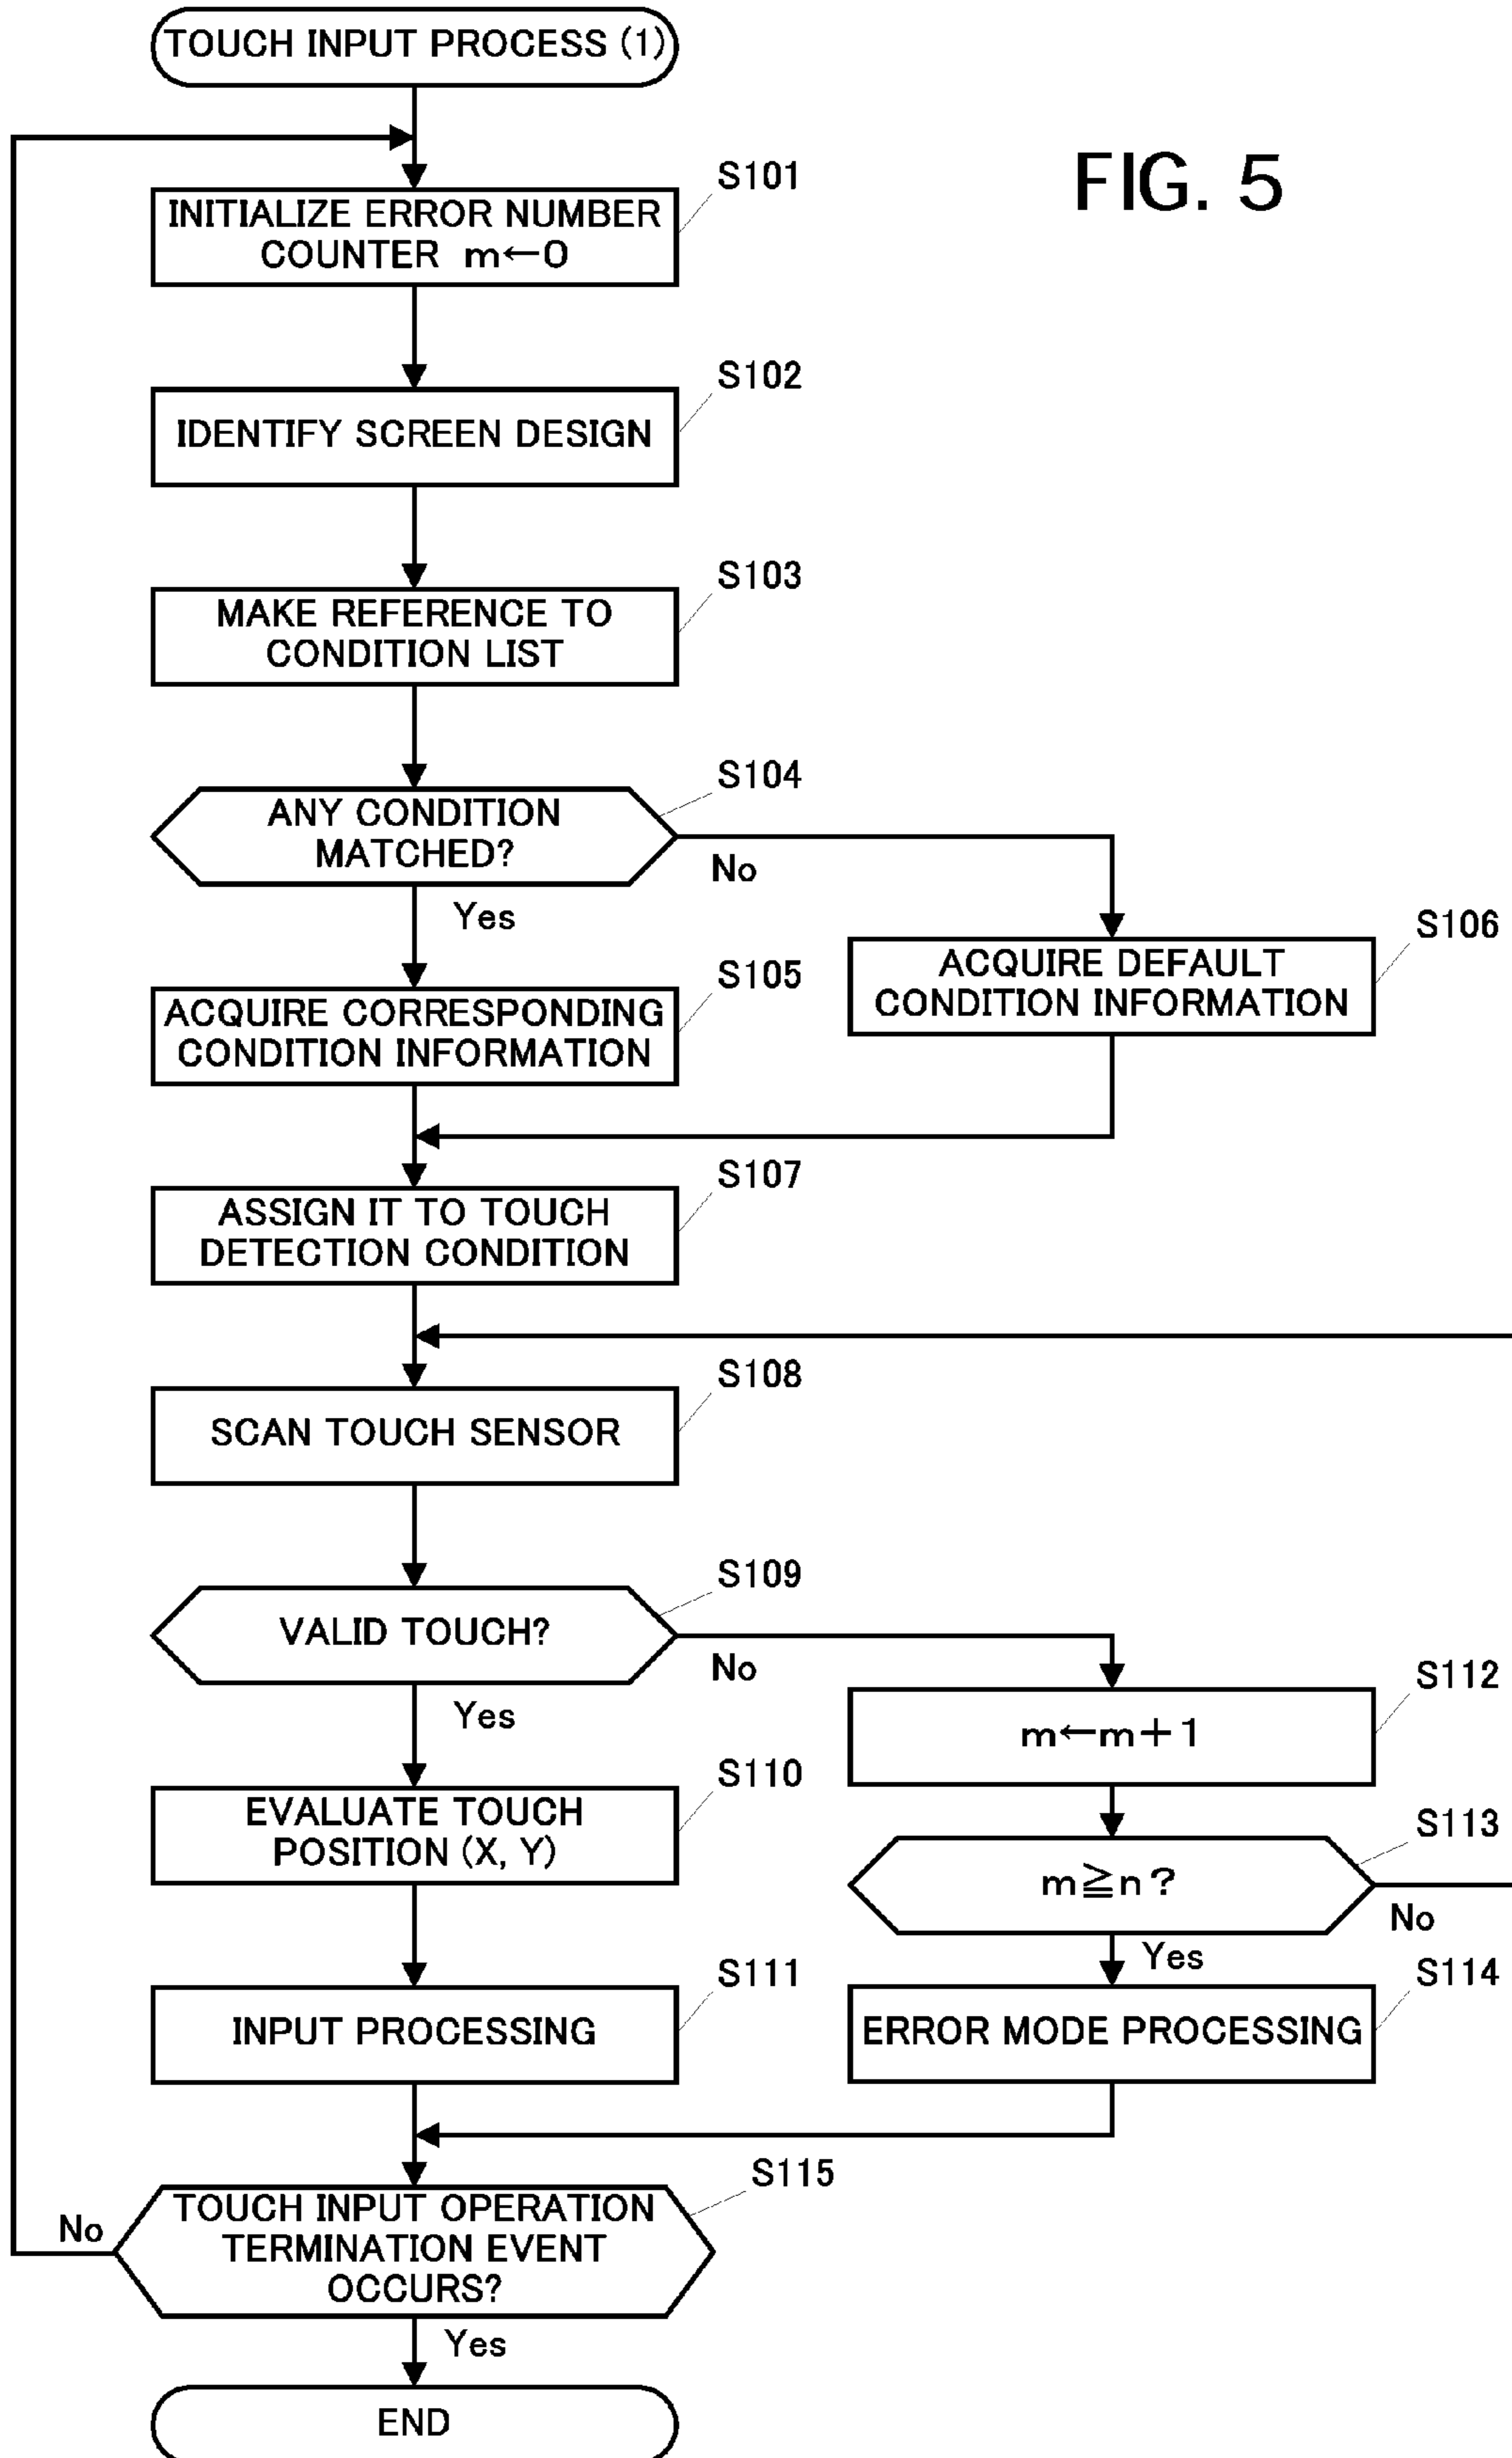 TOUCH INPUT PROCESS (1)
FIG. 5
S101
INITIALIZE ERROR NUMBER
COUNTER m←0
S102
IDENTIFY SCREEN DESIGN
S103
MAKE REFERENCE TO
CONDITION LIST
S104
ANY CONDITION
MATCHED?
No
Yes
S106
ACQUIRE DEFAULT
CONDITION INFORMATION
S105
ACQUIRE CORRESPONDING
CONDITION INFORMATION
S107
ASSIGN IT TO TOUCH
DETECTION CONDITION
S108
SCAN TOUCH SENSOR
S109
VALID TOUCH?
No
Yes
S112
m←m+1
S110
EVALUATE TOUCH
POSITION (X, Y)
S113
m≧n?
No
Yes
S111
INPUT PROCESSING
S114
ERROR MODE PROCESSING
S115
TOUCH INPUT OPERATION
TERMINATION EVENT
OCCURS?
No
Yes
END